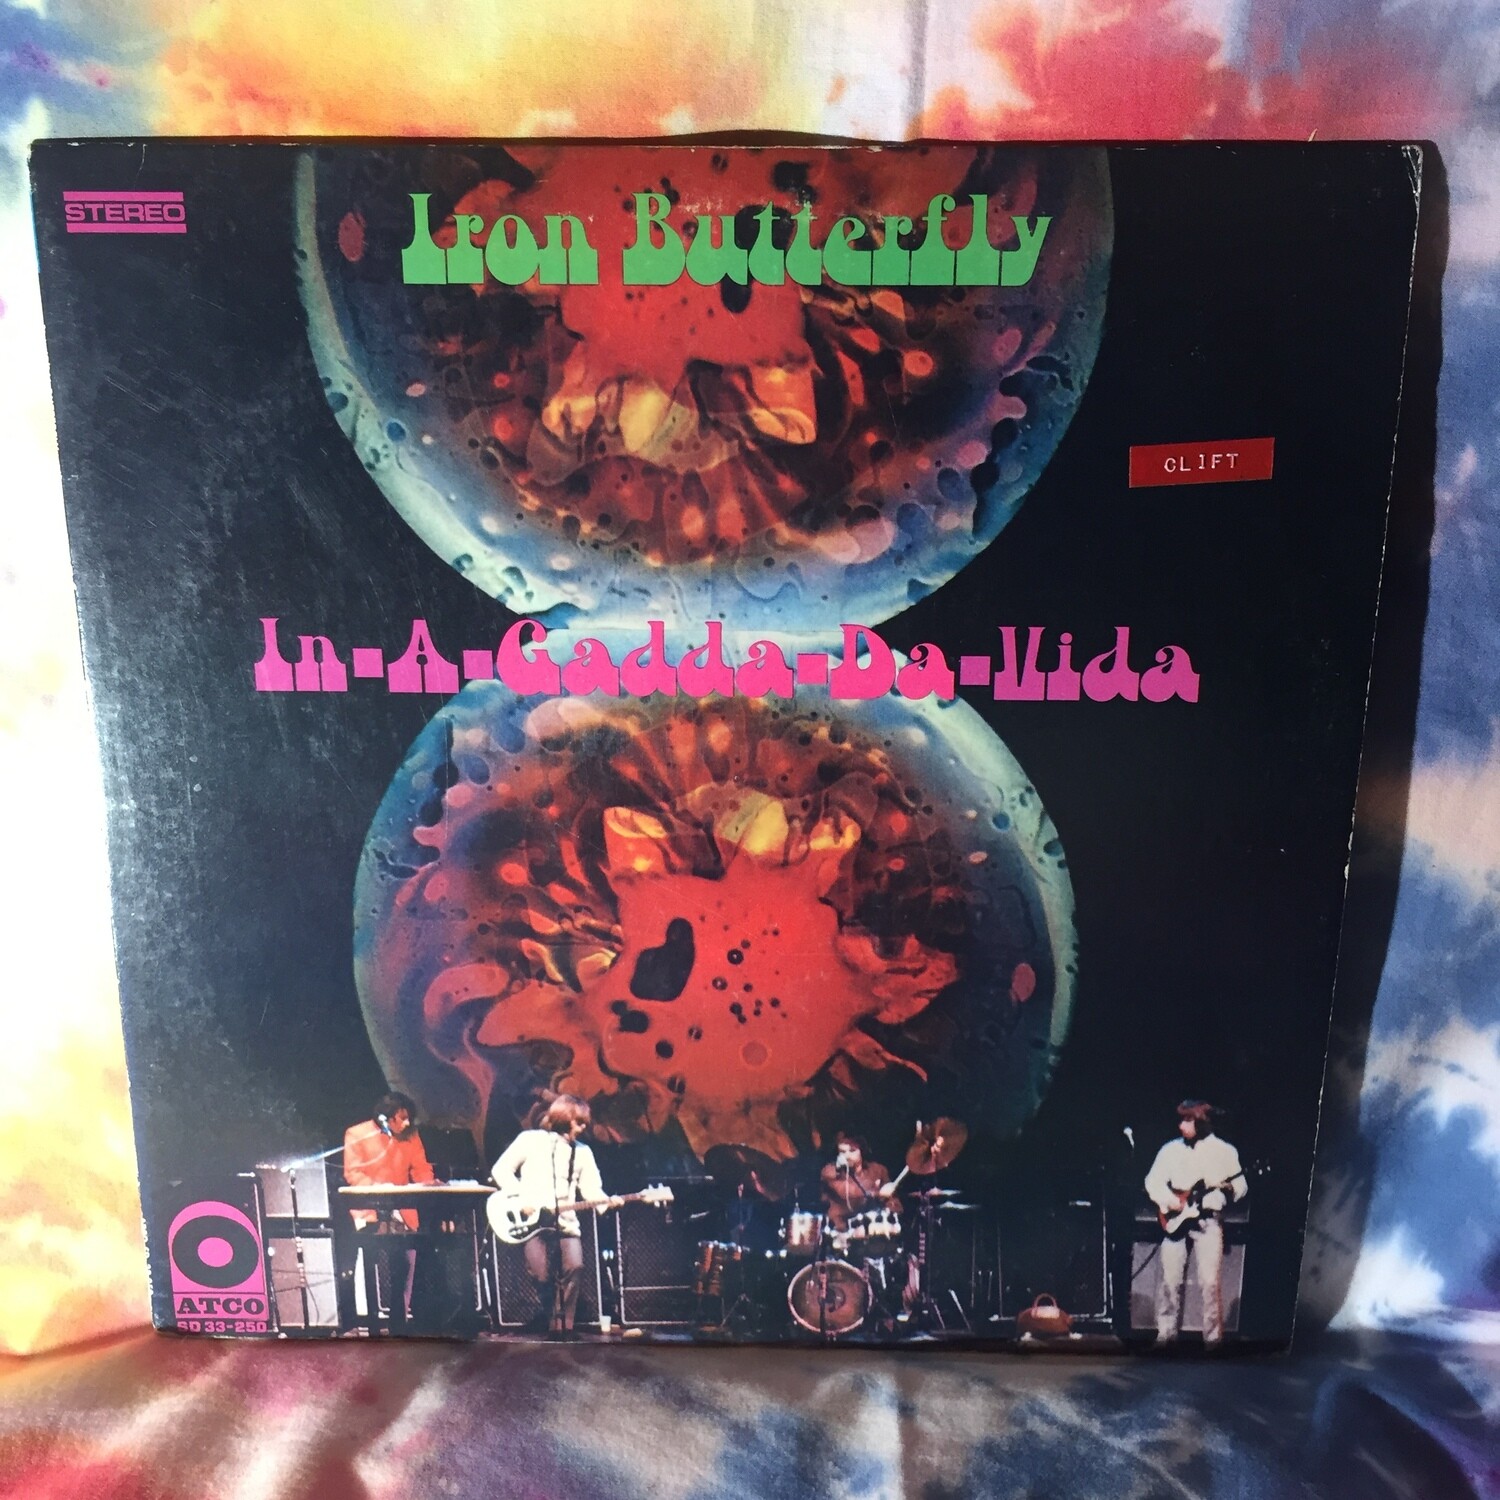 STEREO
Iron Butterfly
CLIFT
In-A-Gadda-Da-Vida
ATCO
SD 33-250